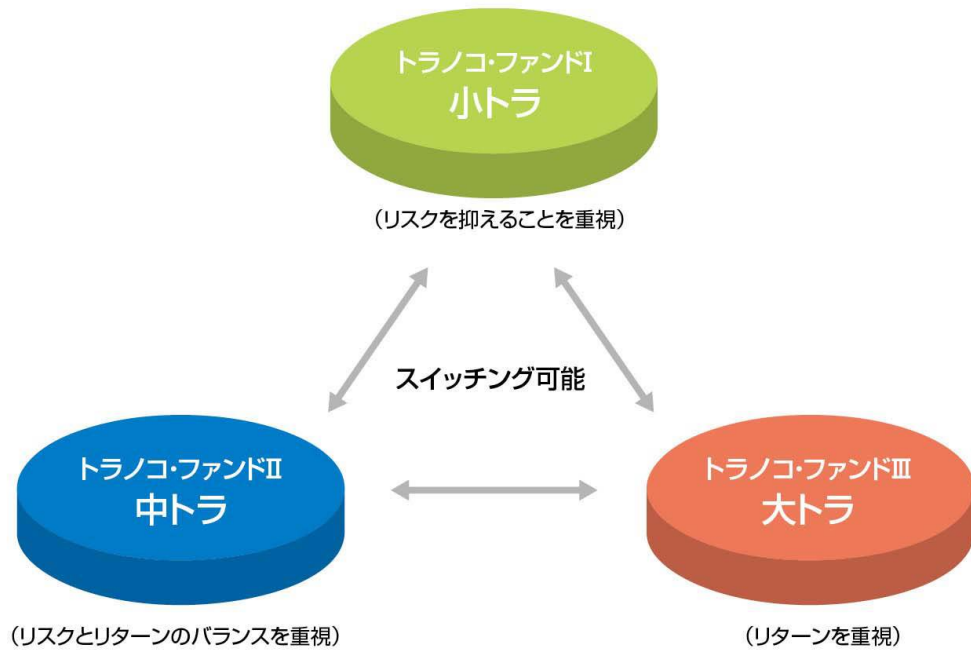 トラノコ・ファンドⅠ
小トラ
（リスクを抑えることを重視）
スイッチング可能
トラノコ・ファンドⅡ
中トラ
（リスクとリターンのバランスを重視）
トラノコ・ファンドⅢ
大トラ
（リターンを重視）